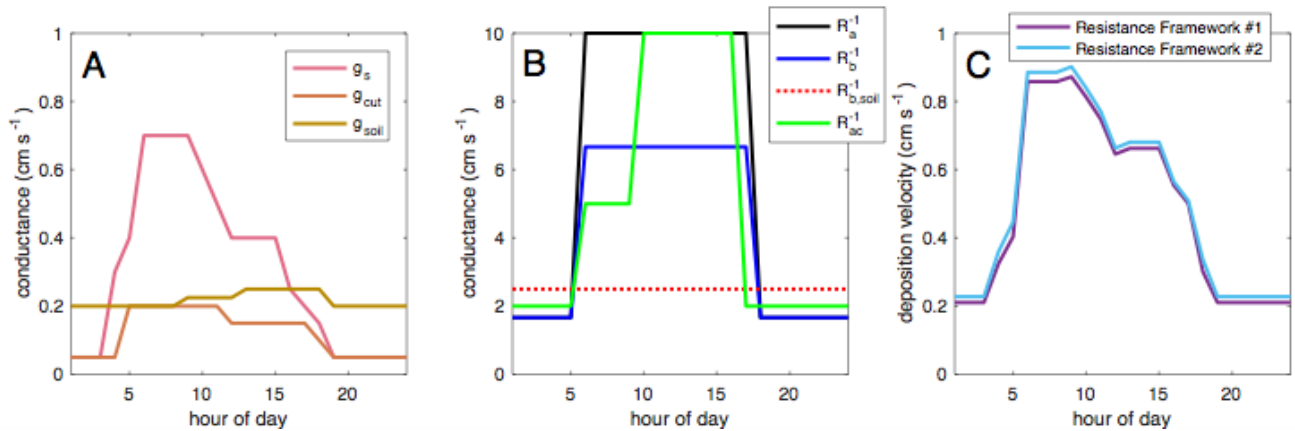 A
conductance (cm s⁻¹)
1
0.8
0.6
0.4
0.2
0
5
10
15
20
hour of day
g_s
g_cut
g_soil
B
conductance (cm s⁻¹)
10
8
6
4
2
0
5
10
15
20
hour of day
R_a⁻¹
R_b⁻¹
R_b,soil⁻¹
R_ac⁻¹
C
deposition velocity (cm s⁻¹)
1
0.8
0.6
0.4
0.2
0
5
10
15
20
hour of day
Resistance Framework #1
Resistance Framework #2